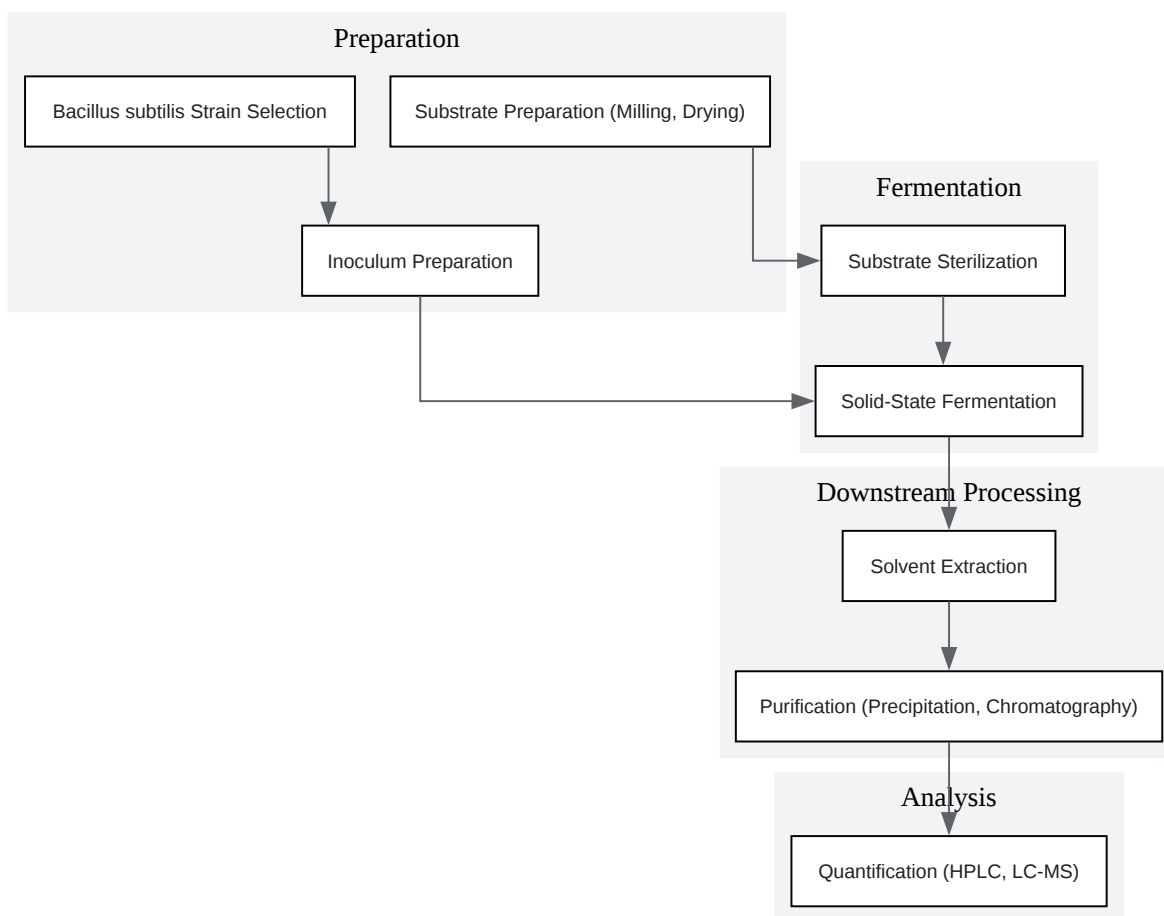 Preparation
Bacillus subtilis Strain Selection
Substrate Preparation (Milling, Drying)
Inoculum Preparation
Fermentation
Substrate Sterilization
Solid-State Fermentation
Downstream Processing
Solvent Extraction
Purification (Precipitation, Chromatography)
Analysis
Quantification (HPLC, LC-MS)